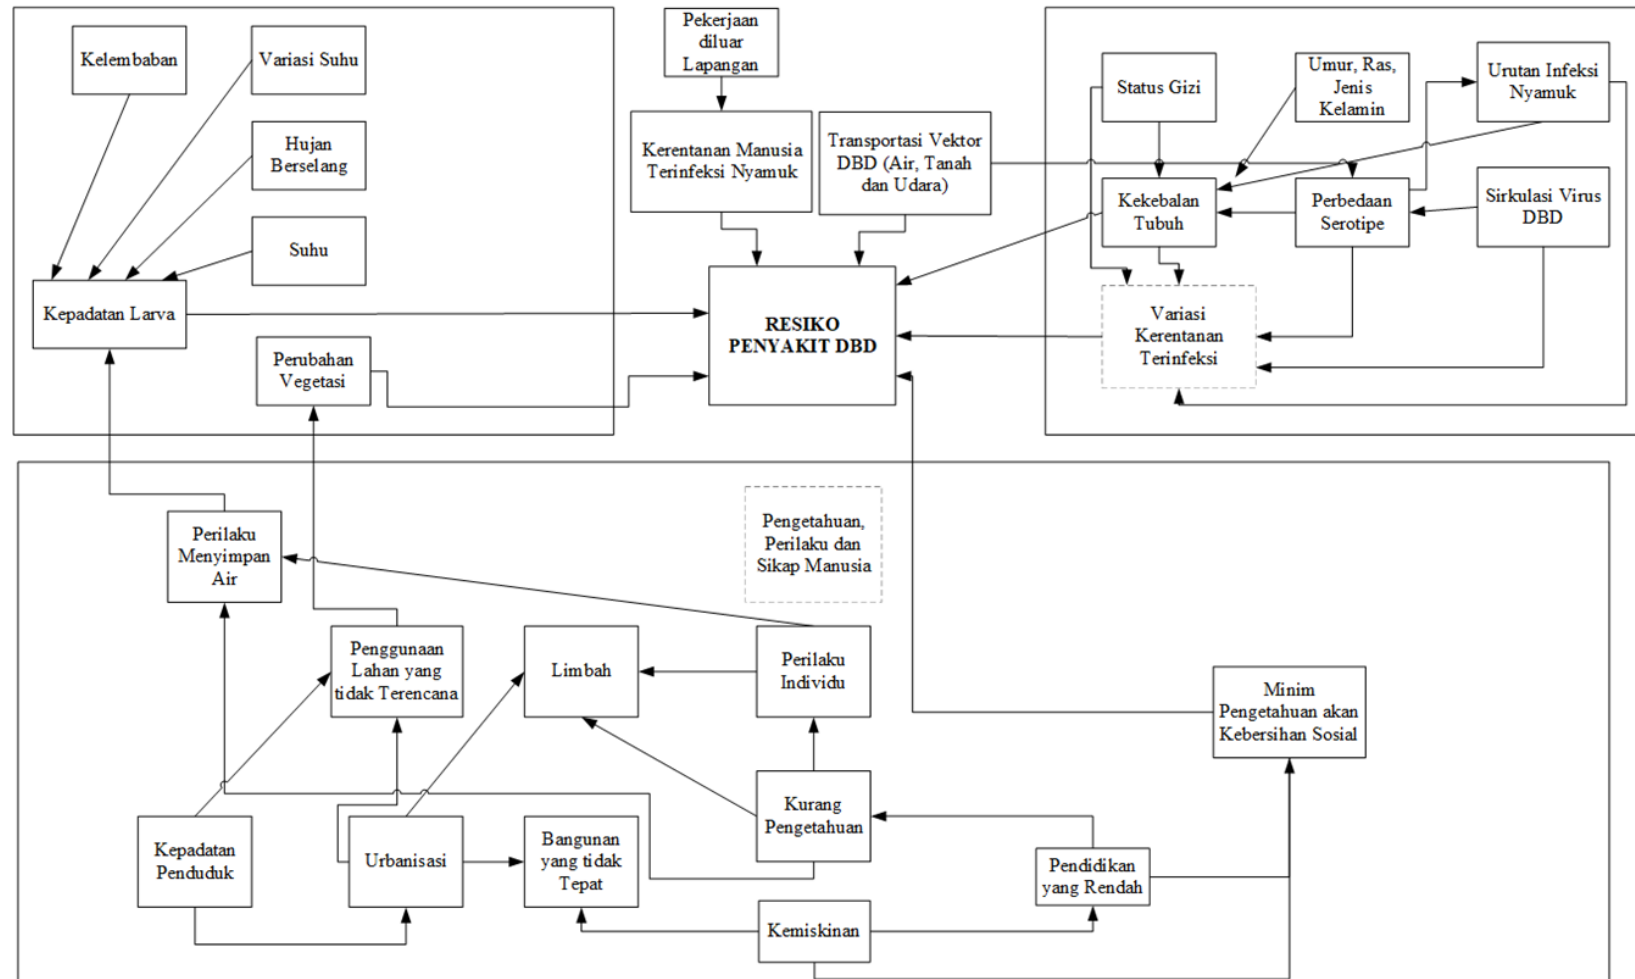 Kelembaban
Variasi Suhu
Hujan
Berselang
Suhu
Kepadatan Larva
Perubahan
Vegetasi
Pekerjaan
diluar
Lapangan
Kerentanan Manusia
Terinfeksi Nyamuk
Transportasi Vektor
DBD (Air, Tanah
dan Udara)
RESIKO
PENYAKIT DBD
Status Gizi
Umur, Ras,
Jenis
Kelamin
Urutan Infeksi
Nyamuk
Kekebalan
Tubuh
Perbedaan
Serotipe
Sirkulasi Virus
DBD
Variasi
Kerentanan
Terinfeksi
Perilaku
Menyimpan
Air
Pengetahuan,
Perilaku dan
Sikap Manusia
Penggunaan
Lahan yang
tidak Terencana
Limbah
Perilaku
Individu
Minim
Pengetahuan akan
Kebersihan Sosial
Kepadatan
Penduduk
Urbanisasi
Bangunan
yang tidak
Tepat
Kurang
Pengetahuan
Pendidikan
yang Rendah
Kemiskinan